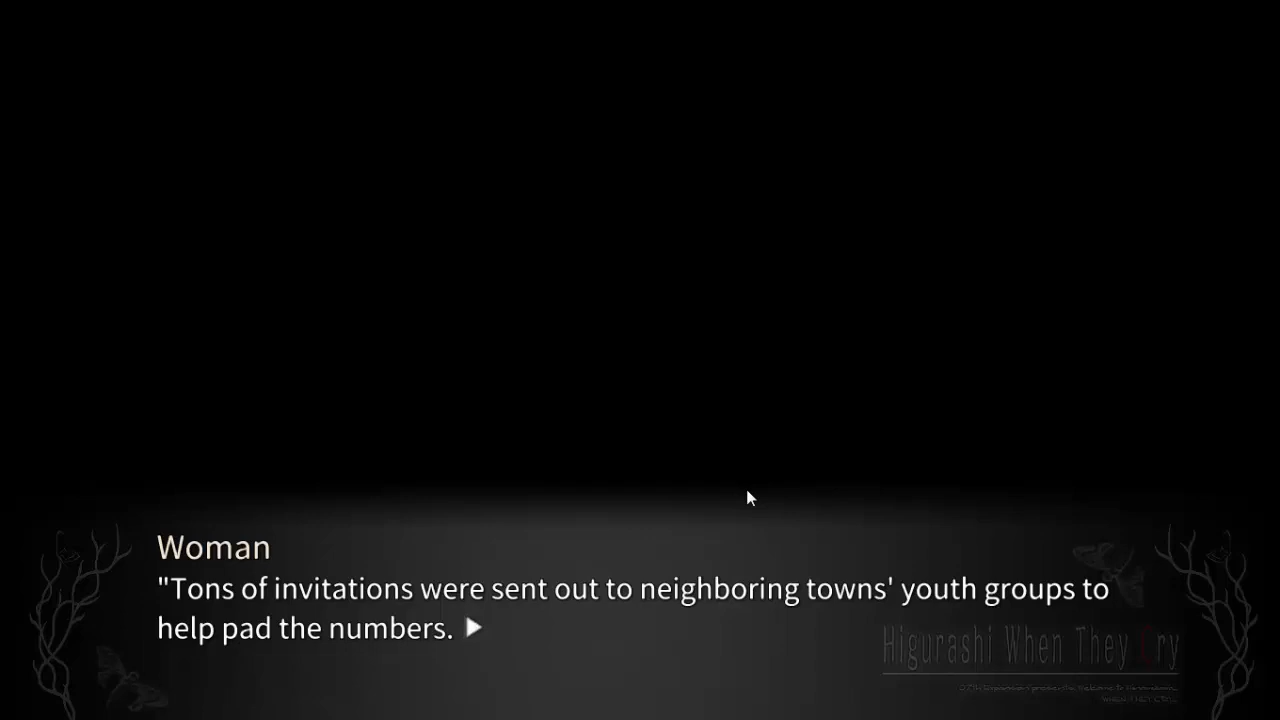 Woman
"Tons of invitations were sent out to neighboring towns' youth groups to
help pad the numbers.
Higurashi When They Cry